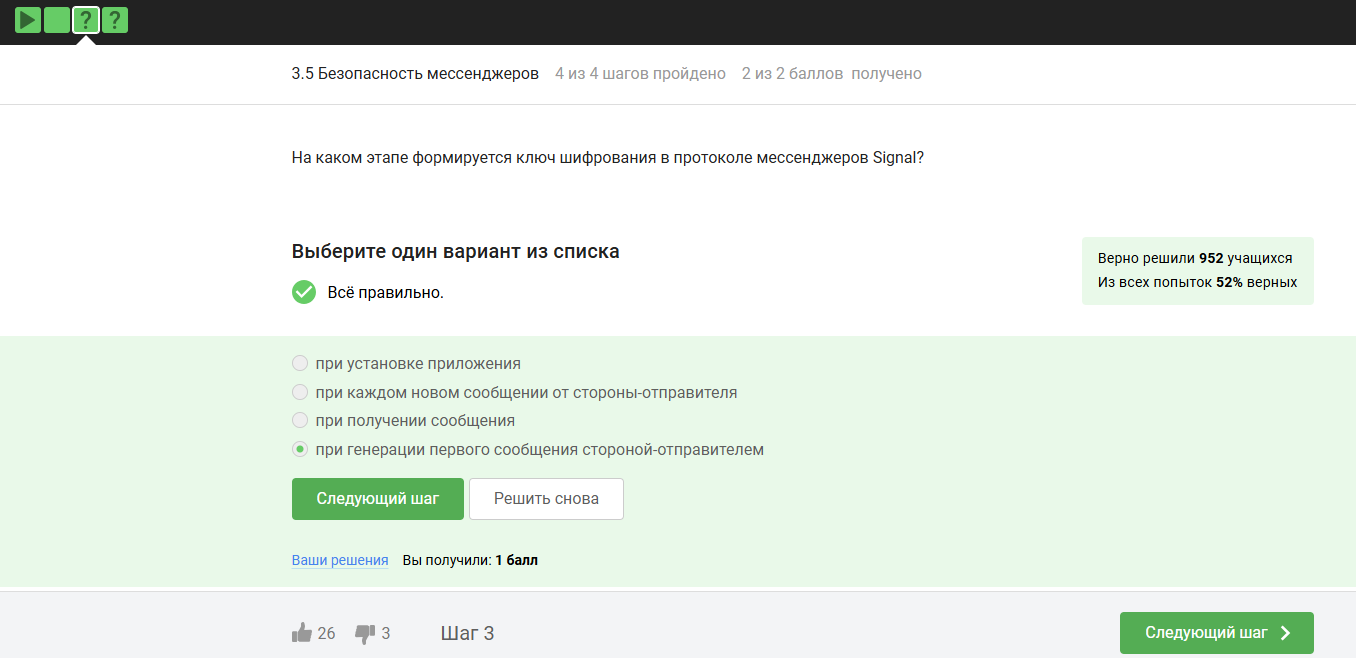 ? ?
3.5 Безопасность мессенджеров 4 из 4 шагов пройдено 2 из 2 баллов получено
На каком этапе формируется ключ шифрования в протоколе мессенджеров Signal?
Выберите один вариант из списка
Всё правильно.
Верно решили 952 учащихся
Из всех попыток 52% верных
при установке приложения
при каждом новом сообщении от стороны-отправителя
при получении сообщения
при генерации первого сообщения стороной-отправителем
Следующий шаг Решить снова
Ваши решения Вы получили: 1 балл
26 3 Шаг 3 Следующий шаг